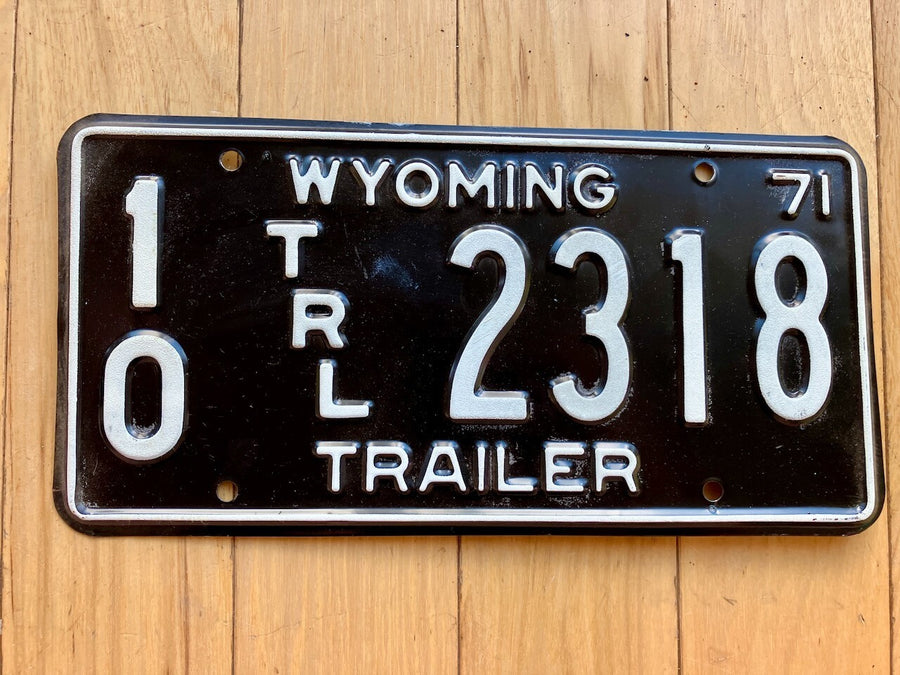 WYOMING 71
10 TRL 2318
TRAILER